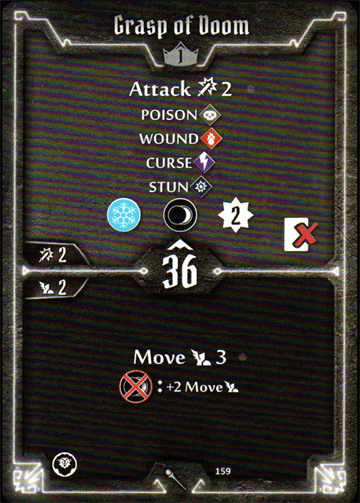 Grasp of Doom
1
Attack 2
POISON
WOUND
CURSE
STUN
2
2
36
2
Move 3
: +2 Move
159